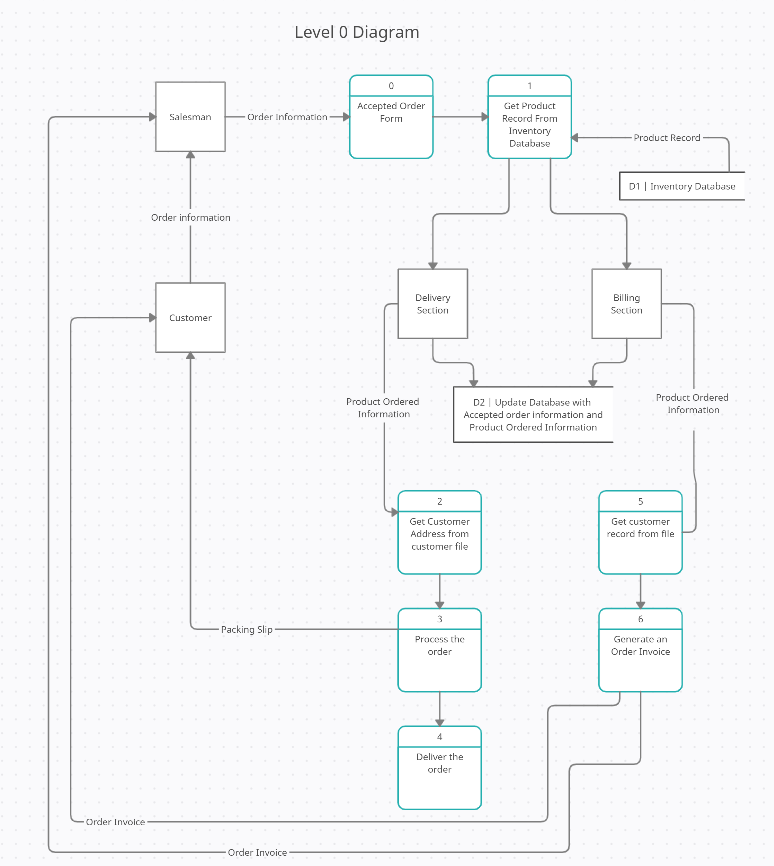 Level 0 Diagram
0
1
Salesman
Order Information
Accepted Order
Form
Get Product
Record From
Inventory
Database
Product Record
D1 | Inventory Database
Order information
Customer
Delivery
Section
Billing
Section
Product Ordered
Information
D2 | Update Database with
Accepted order information and
Product Ordered Information
Product Ordered
Information
2
Get Customer
Address from
customer file
5
Get customer
record from file
3
Process the
order
6
Generate an
Order Invoice
Packing Slip
4
Deliver the
order
Order Invoice
Order Invoice